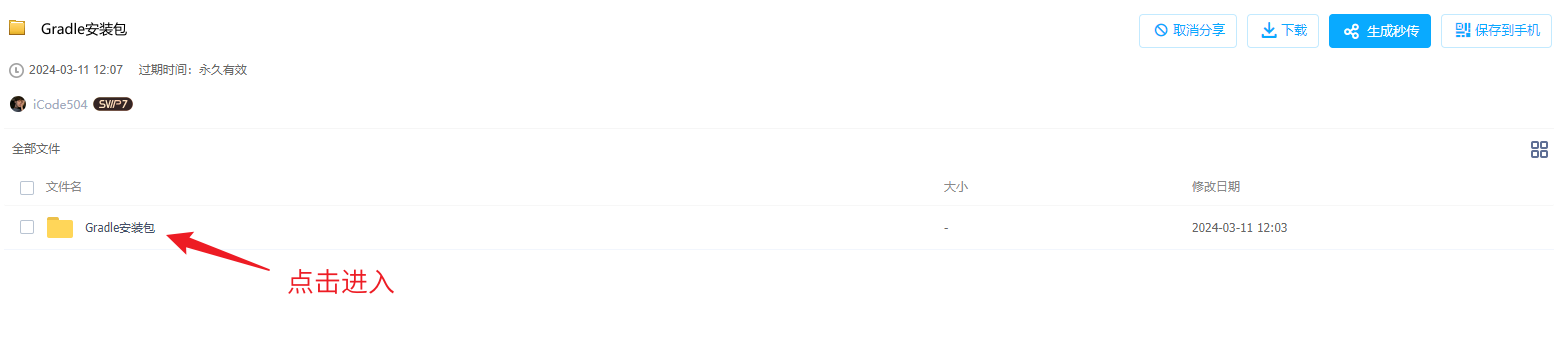 Gradle安装包
取消分享 下载 生成秒传 保存到手机
2024-03-11 12:07 过期时间：永久有效
iCode504 SVIP7
全部文件
文件名 大小 修改日期
Gradle安装包 - 2024-03-11 12:03
点击进入